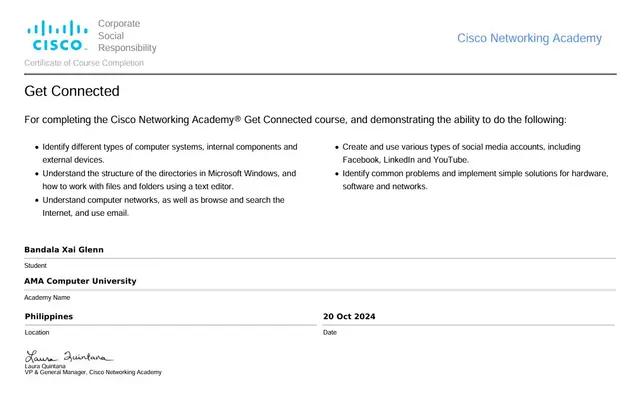 CISCO
Corporate
Social
Responsibility
Cisco Networking Academy
Certificate of Course Completion
Get Connected
For completing the Cisco Networking Academy® Get Connected course, and demonstrating the ability to do the following:
• Identify different types of computer systems, internal components and
external devices.
• Understand the structure of the directories in Microsoft Windows, and
how to work with files and folders using a text editor.
• Understand computer networks, as well as browse and search the
Internet, and use email.
• Create and use various types of social media accounts, including
Facebook, LinkedIn and YouTube.
• Identify common problems and implement simple solutions for hardware,
software and networks.
Bandala Xai Glenn
Student
AMA Computer University
Academy Name
Philippines
Location
20 Oct 2024
Date
Laura Quintana
Laura Quintana
VP & General Manager, Cisco Networking Academy